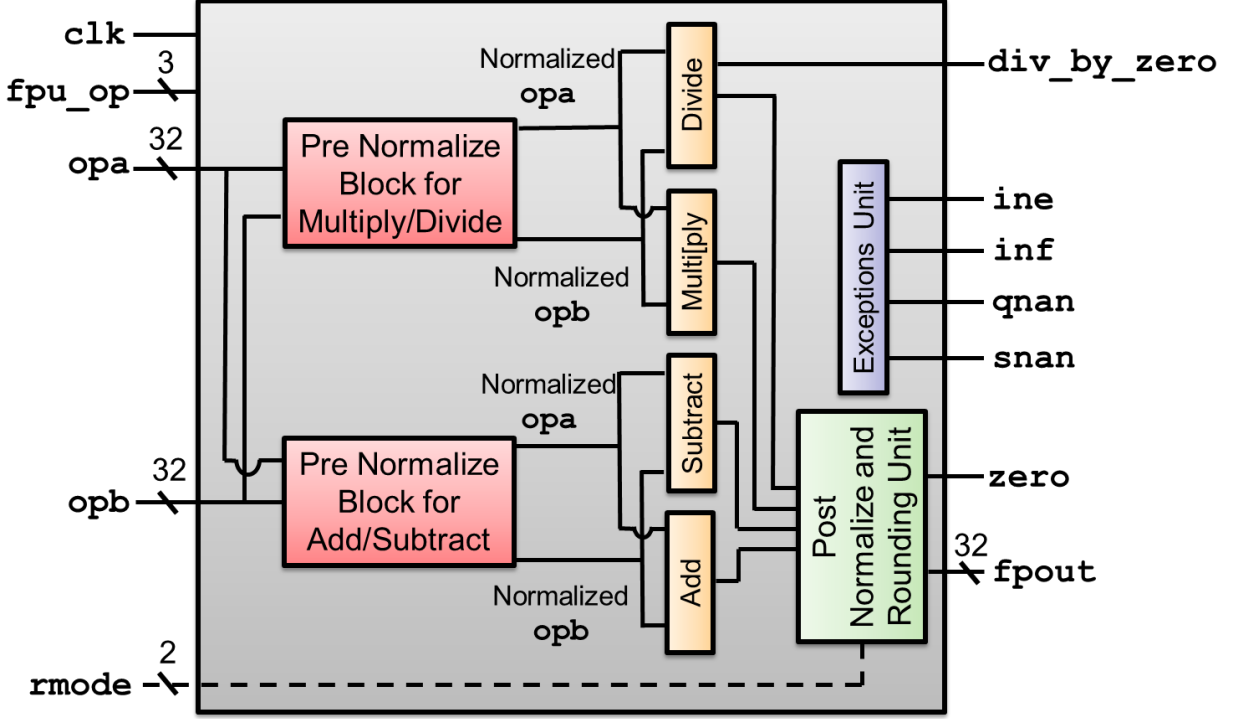 clk
3
fpu_op
32
opa
32
opb
2
rmode
Pre Normalize
Block for
Multiply/Divide
Pre Normalize
Block for
Add/Subtract
Normalized
opa
Normalized
opb
Normalized
opa
Normalized
opb
Divide
Multi[ply
Subtract
Add
Exceptions Unit
Post
Normalize and
Rounding Unit
div_by_zero
ine
inf
qnan
snan
zero
32
fpout